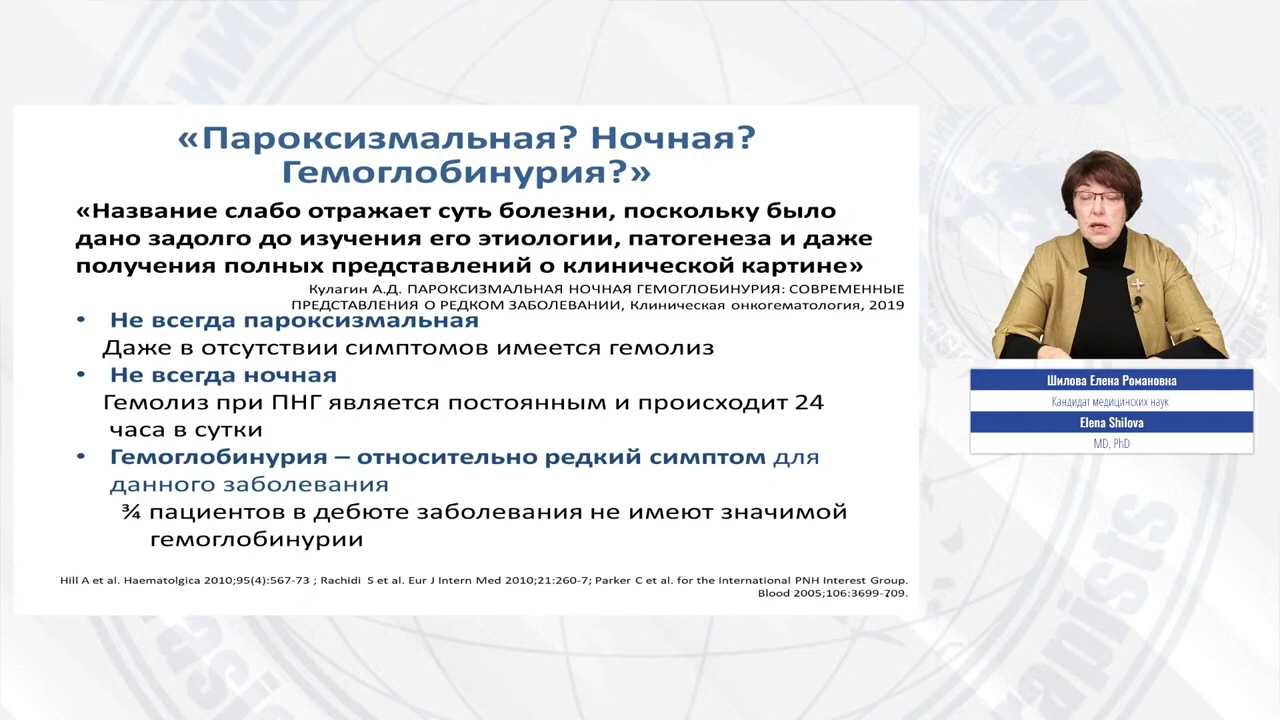 «Пароксизмальная? Ночная?
Гемоглобинурия?»
«Название слабо отражает суть болезни, поскольку было
дано задолго до изучения его этиологии, патогенеза и даже
получения полных представлений о клинической картине»
Кулагин А.Д. ПАРОКСИЗМАЛЬНАЯ НОЧНАЯ ГЕМОГЛОБИНУРИЯ: СОВРЕМЕННЫЕ
ПРЕДСТАВЛЕНИЯ О РЕДКОМ ЗАБОЛЕВАНИИ, Клиническая онкогематология, 2019
• Не всегда пароксизмальная
Даже в отсутствии симптомов имеется гемолиз
• Не всегда ночная
Гемолиз при ПНГ является постоянным и происходит 24
часа в сутки
• Гемоглобинурия – относительно редкий симптом для
данного заболевания
¾ пациентов в дебюте заболевания не имеют значимой
гемоглобинурии
Hill A et al. Haematolgica 2010;95(4):567-73 ; Rachidi S et al. Eur J Intern Med 2010;21:260-7; Parker C et al. for the International PNH Interest Group.
Blood 2005;106:3699-709.
Шилова Елена Романовна
Кандидат медицинских наук
Elena Shilova
MD, PhD